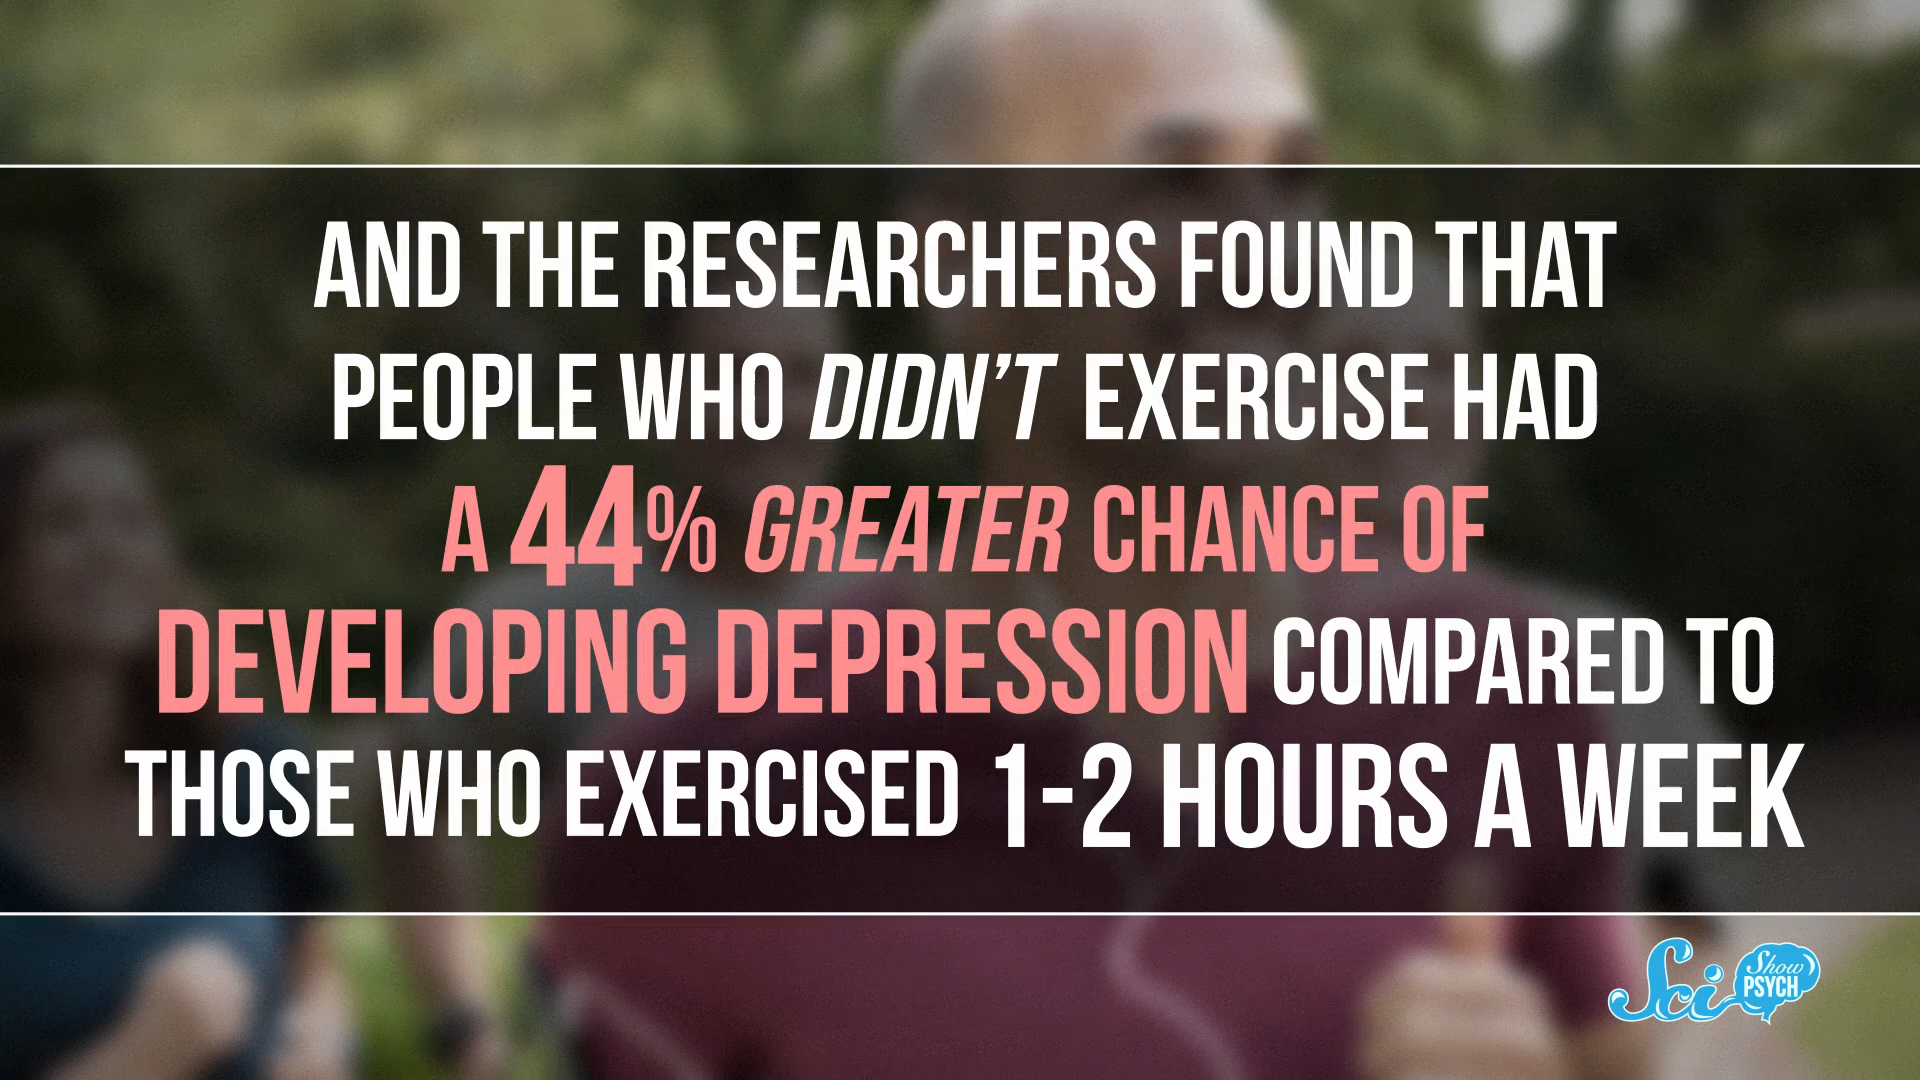 AND THE RESEARCHERS FOUND THAT
PEOPLE WHO DIDN'T EXERCISE HAD
A 44% GREATER CHANCE OF
DEVELOPING DEPRESSION COMPARED TO
THOSE WHO EXERCISED 1-2 HOURS A WEEK
Sci Show
PSYCH